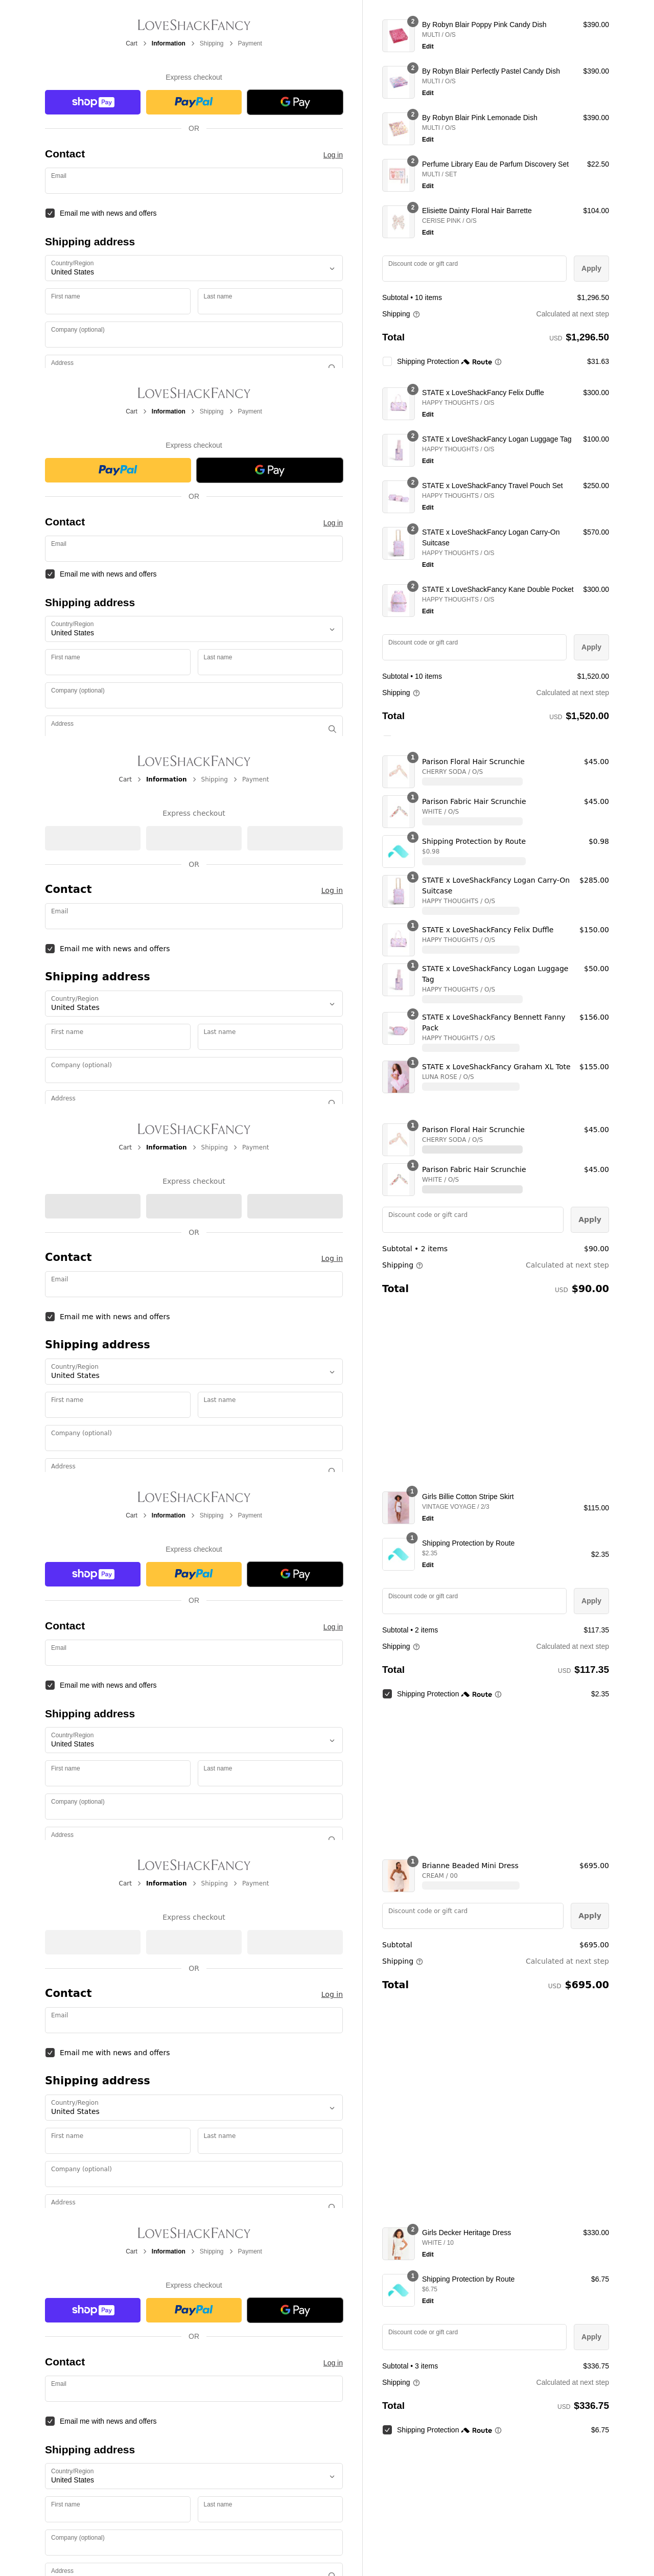 LoveShackFancy
Cart > Information > Shipping > Payment
Express checkout
shop Pay
PayPal
G Pay
OR
Contact
Log in
Email
Email me with news and offers
Shipping address
Country/Region
United States
First name
Last name
Company (optional)
Address
2
By Robyn Blair Poppy Pink Candy Dish
$390.00
MULTI / O/S
Edit
2
By Robyn Blair Perfectly Pastel Candy Dish
$390.00
MULTI / O/S
Edit
2
By Robyn Blair Pink Lemonade Dish
$390.00
MULTI / O/S
Edit
2
Perfume Library Eau de Parfum Discovery Set
$22.50
MULTI / SET
Edit
2
Elisiette Dainty Floral Hair Barrette
$104.00
CERISE PINK / O/S
Edit
Discount code or gift card
Apply
Subtotal • 10 items
$1,296.50
Shipping
Calculated at next step
Total
USD $1,296.50
Shipping Protection Route
$31.63
LoveShackFancy
Cart > Information > Shipping > Payment
Express checkout
PayPal
G Pay
OR
Contact
Log in
Email
Email me with news and offers
Shipping address
Country/Region
United States
First name
Last name
Company (optional)
Address
2
STATE x LoveShackFancy Felix Duffle
$300.00
HAPPY THOUGHTS / O/S
Edit
2
STATE x LoveShackFancy Logan Luggage Tag
$100.00
HAPPY THOUGHTS / O/S
Edit
2
STATE x LoveShackFancy Travel Pouch Set
$250.00
HAPPY THOUGHTS / O/S
Edit
2
STATE x LoveShackFancy Logan Carry-On
Suitcase
$570.00
HAPPY THOUGHTS / O/S
Edit
2
STATE x LoveShackFancy Kane Double Pocket
$300.00
HAPPY THOUGHTS / O/S
Edit
Discount code or gift card
Apply
Subtotal • 10 items
$1,520.00
Shipping
Calculated at next step
Total
USD $1,520.00
LoveShackFancy
Cart > Information > Shipping > Payment
Express checkout
OR
Contact
Log in
Email
Email me with news and offers
Shipping address
Country/Region
United States
First name
Last name
Company (optional)
Address
1
Parison Floral Hair Scrunchie
$45.00
CHERRY SODA / O/S
1
Parison Fabric Hair Scrunchie
$45.00
WHITE / O/S
1
Shipping Protection by Route
$0.98
$0.98
1
STATE x LoveShackFancy Logan Carry-On
Suitcase
$285.00
HAPPY THOUGHTS / O/S
1
STATE x LoveShackFancy Felix Duffle
$150.00
HAPPY THOUGHTS / O/S
1
STATE x LoveShackFancy Logan Luggage
Tag
$50.00
HAPPY THOUGHTS / O/S
2
STATE x LoveShackFancy Bennett Fanny
Pack
$156.00
HAPPY THOUGHTS / O/S
1
STATE x LoveShackFancy Graham XL Tote
$155.00
LUNA ROSE / O/S
LoveShackFancy
Cart > Information > Shipping > Payment
Express checkout
OR
Contact
Log in
Email
Email me with news and offers
Shipping address
Country/Region
United States
First name
Last name
Company (optional)
Address
1
Parison Floral Hair Scrunchie
$45.00
CHERRY SODA / O/S
1
Parison Fabric Hair Scrunchie
$45.00
WHITE / O/S
Discount code or gift card
Apply
Subtotal • 2 items
$90.00
Shipping
Calculated at next step
Total
USD $90.00
LoveShackFancy
Cart > Information > Shipping > Payment
Express checkout
shop Pay
PayPal
G Pay
OR
Contact
Log in
Email
Email me with news and offers
Shipping address
Country/Region
United States
First name
Last name
Company (optional)
Address
1
Girls Billie Cotton Stripe Skirt
VINTAGE VOYAGE / 2/3
$115.00
Edit
1
Shipping Protection by Route
$2.35
$2.35
Edit
Discount code or gift card
Apply
Subtotal • 2 items
$117.35
Shipping
Calculated at next step
Total
USD $117.35
Shipping Protection Route
$2.35
LoveShackFancy
Cart > Information > Shipping > Payment
Express checkout
OR
Contact
Log in
Email
Email me with news and offers
Shipping address
Country/Region
United States
First name
Last name
Company (optional)
Address
1
Brianne Beaded Mini Dress
$695.00
CREAM / 00
Discount code or gift card
Apply
Subtotal
$695.00
Shipping
Calculated at next step
Total
USD $695.00
LoveShackFancy
Cart > Information > Shipping > Payment
Express checkout
shop Pay
PayPal
G Pay
OR
Contact
Log in
Email
Email me with news and offers
Shipping address
Country/Region
United States
First name
Last name
Company (optional)
Address
2
Girls Decker Heritage Dress
$330.00
WHITE / 10
Edit
1
Shipping Protection by Route
$6.75
$6.75
Edit
Discount code or gift card
Apply
Subtotal • 3 items
$336.75
Shipping
Calculated at next step
Total
USD $336.75
Shipping Protection Route
$6.75